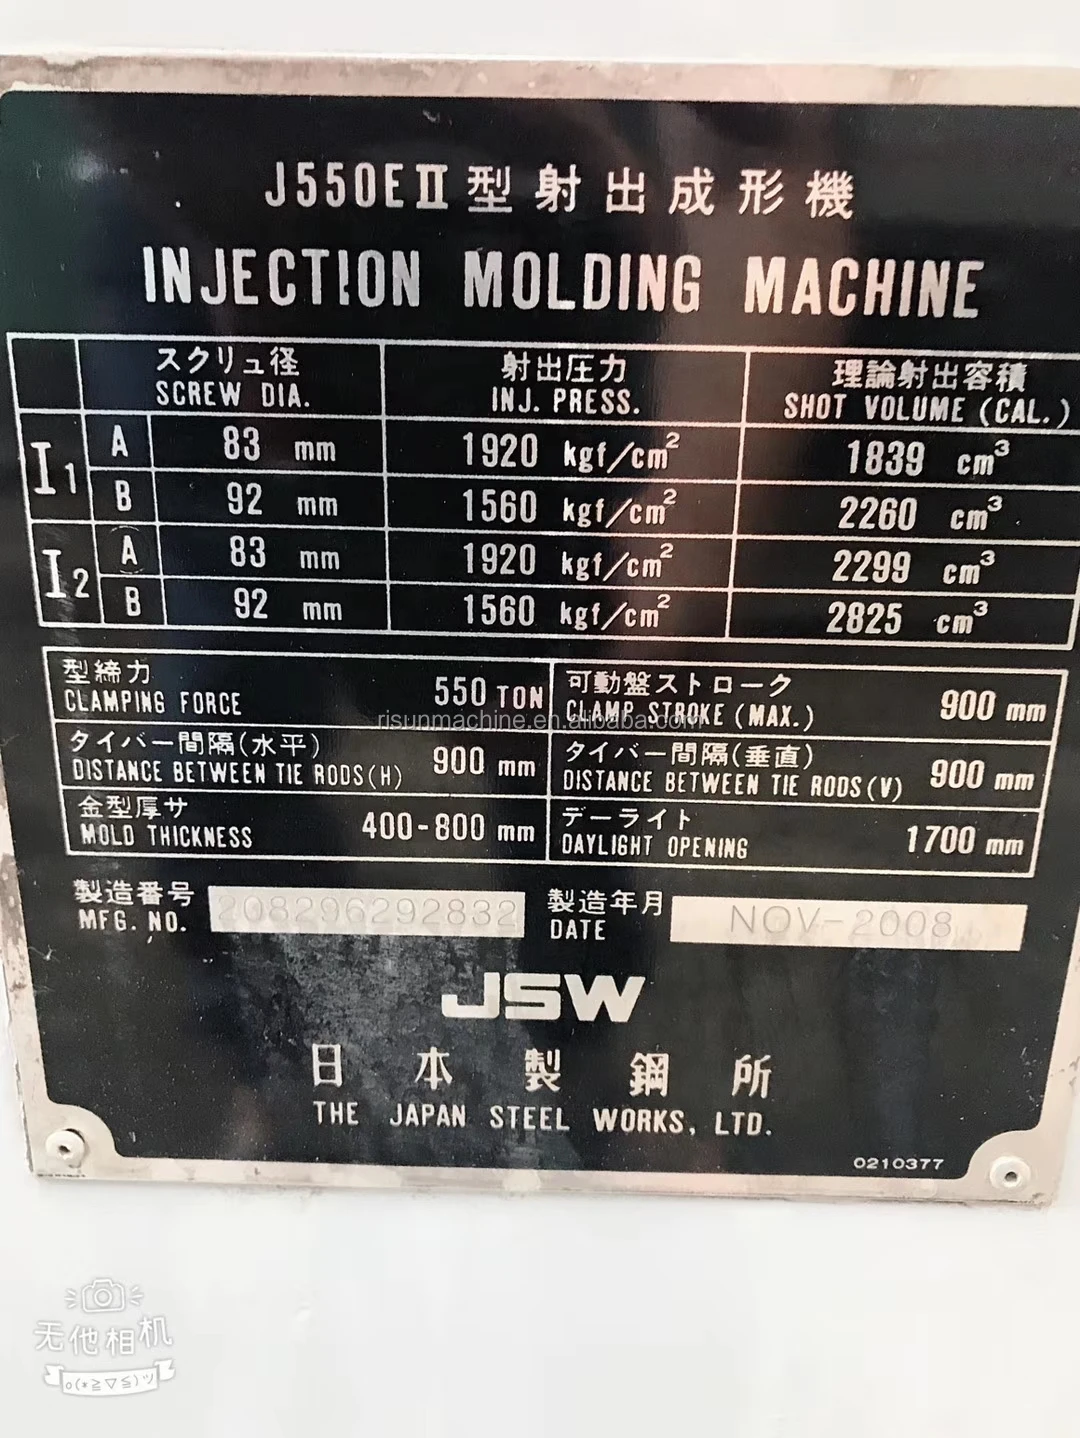 J550EⅡ型射出成形機
INJECTION MOLDING MACHINE
スクリュ径 射出圧力 理論射出容積
SCREW DIA. INJ. PRESS. SHOT VOLUME (CAL.)
I1 A 83 mm 1920 kgf/cm² 1839 cm³
B 92 mm 1560 kgf/cm² 2260 cm³
I2 A 83 mm 1920 kgf/cm² 2299 cm³
B 92 mm 1560 kgf/cm² 2825 cm³
型締力 可動盤ストローク
CLAMPING FORCE 550 TON CLAMP STROKE (MAX.) 900 mm
risunmachine.en.alibaba.com
タイバー間隔(水平) タイバー間隔(垂直)
DISTANCE BETWEEN TIE RODS(H) 900 mm DISTANCE BETWEEN TIE RODS(V) 900 mm
金型厚サ デーライト
MOLD THICKNESS 400-800 mm DAYLIGHT OPENING 1700 mm
製造番号 208296292832 製造年月 NOV-2008
MFG. NO. DATE
JSW
日本製鋼所
THE JAPAN STEEL WORKS, LTD.
0210377
无他相机
o(*≧▽≦)ツ